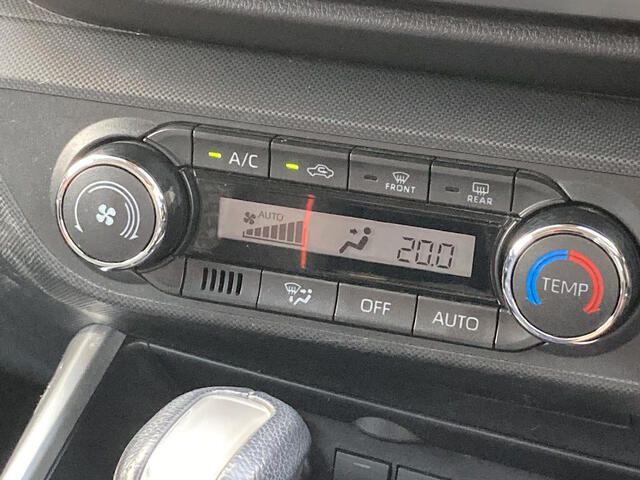 A/C
FRONT
REAR
AUTO
20.0
TEMP
OFF
AUTO